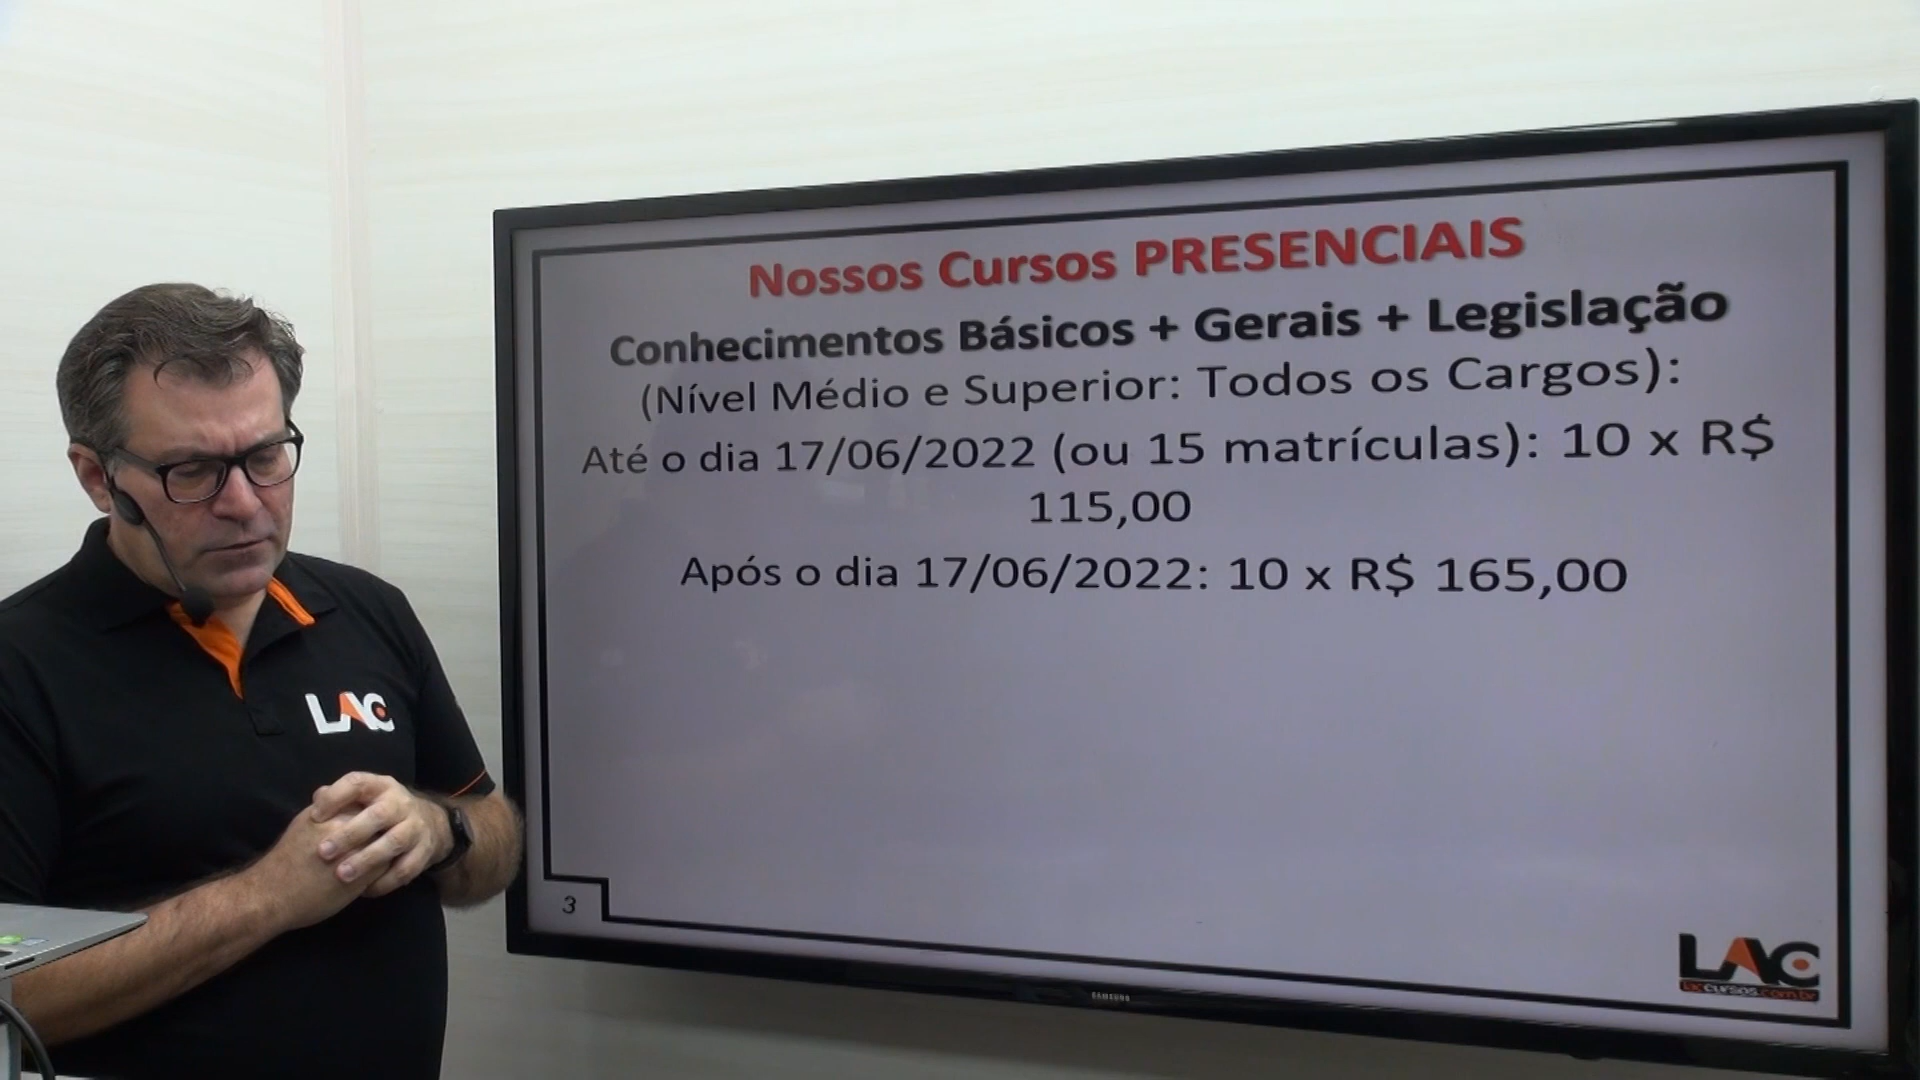 Nossos Cursos PRESENCIAIS
Conhecimentos Básicos + Gerais + Legislação
(Nível Médio e Superior: Todos os Cargos):
Até o dia 17/06/2022 (ou 15 matrículas): 10 x R$
115,00
Após o dia 17/06/2022: 10 x R$ 165,00
LAC
3
LAC
laccursos.com.br
SAMSUNG